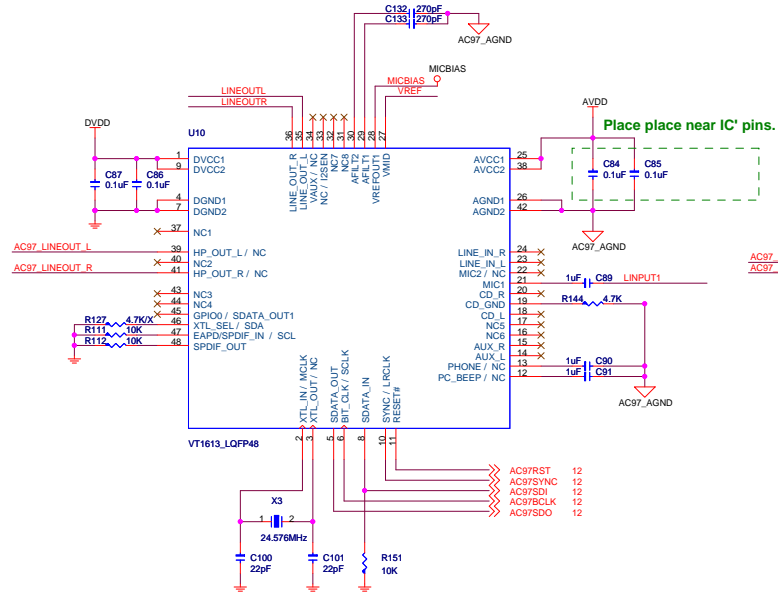 C132 270pF
C133 270pF
AC97_AGND
MICBIAS
LINEOUTL
LINEOUTR
MICBIAS
VREF
DVDD
AVDD
Place place near IC' pins.
U10
36 35 34 33 32 31 30 29 28 27
LINE_OUT_R
LINE_OUT_L
VAUX / NC
NC / I2SEN
NC7
NC8
AFILT2
AFILT1
VREFOUT1
VMID
1 DVCC1
9 DVCC2
C87
0.1uF
C86
0.1uF
4 DGND1
7 DGND2
AVCC1 25
AVCC2 38
C84
0.1uF
C85
0.1uF
AGND1 26
AGND2 42
AC97_AGND
37 NC1
AC97_LINEOUT_L 39 HP_OUT_L / NC
40 NC2
AC97_LINEOUT_R 41 HP_OUT_R / NC
43 NC3
44 NC4
45 GPIO0 / SDATA_OUT1
R127 4.7K/X 46 XTL_SEL / SDA
R111 10K 47 EAPD/SPDIF_IN / SCL
R112 10K 48 SPDIF_OUT
LINE_IN_R 24
LINE_IN_L 23
MIC2 / NC 22
MIC1 21 1uF C89 LINPUT1
CD_R 20
CD_GND 19 R144 4.7K
CD_L 18
NC5 17
NC6 16
AUX_R 15
AUX_L 14
PHONE / NC 13 1uF C90
PC_BEEP / NC 12 1uF C91
AC97_AGND
AC97_
AC97_
XTL_IN / MCLK
XTL_OUT / NC
SDATA_OUT
BIT_CLK / SCLK
SDATA_IN
SYNC / LRCLK
RESET#
VT1613_LQFP48
2 3 5 6 8 10 11
AC97RST 12
AC97SYNC 12
AC97SDI 12
AC97BCLK 12
AC97SDO 12
X3
1 2
24.576MHz
C100
22pF
C101
22pF
R151
10K